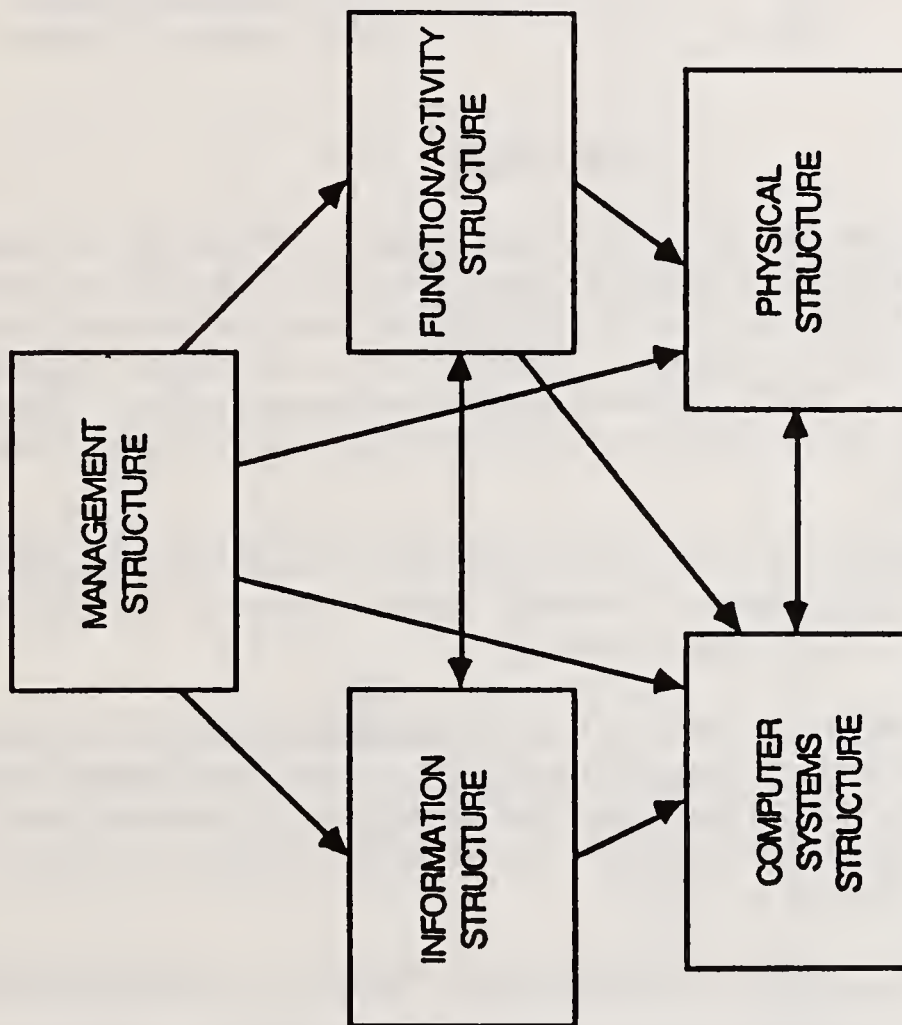 MANAGEMENT
STRUCTURE
INFORMATION
STRUCTURE
FUNCTION/ACTIVITY
STRUCTURE
COMPUTER
SYSTEMS
STRUCTURE
PHYSICAL
STRUCTURE